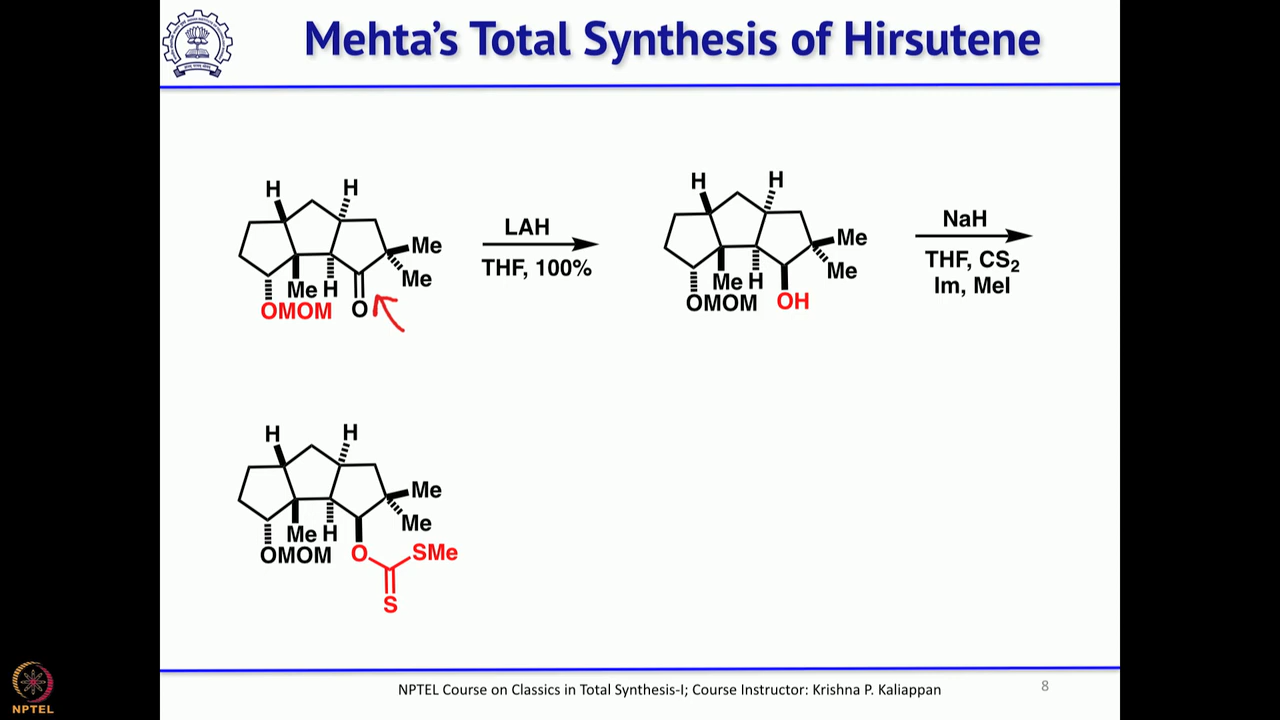 Mehta's Total Synthesis of Hirsutene
H H
Me
Me
Me H
OMOM O
LAH
THF, 100%
H H
Me
Me
Me H
OMOM OH
NaH
THF, CS2
Im, MeI
H H
Me
Me
Me H
OMOM O SMe
S
NPTEL Course on Classics in Total Synthesis-I; Course Instructor: Krishna P. Kaliappan
8
NPTEL